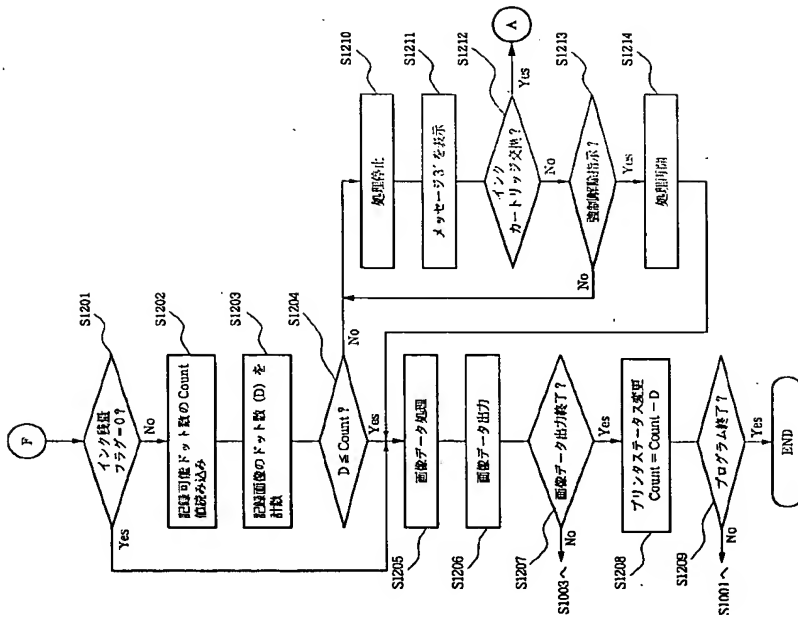 F
S1201
インク残量
フラグ=0?
Yes
No
S1202
記録可能ドット数のCount
値読み込み
S1203
記録画像のドット数(D)を
計数
S1204
D≦Count?
No
Yes
S1205
画像データ処理
S1206
画像データ出力
S1207
画像データ出力終了?
No
S1003へ
Yes
S1208
プリンタステータス変更
Count=Count-D
S1209
プログラム終了?
No
S1001へ
Yes
END
S1210
処理停止
S1211
メッセージ3'を表示
S1212
インク
カートリッジ交換?
Yes
A
No
S1213
強制解除指示?
No
Yes
S1214
処理再開